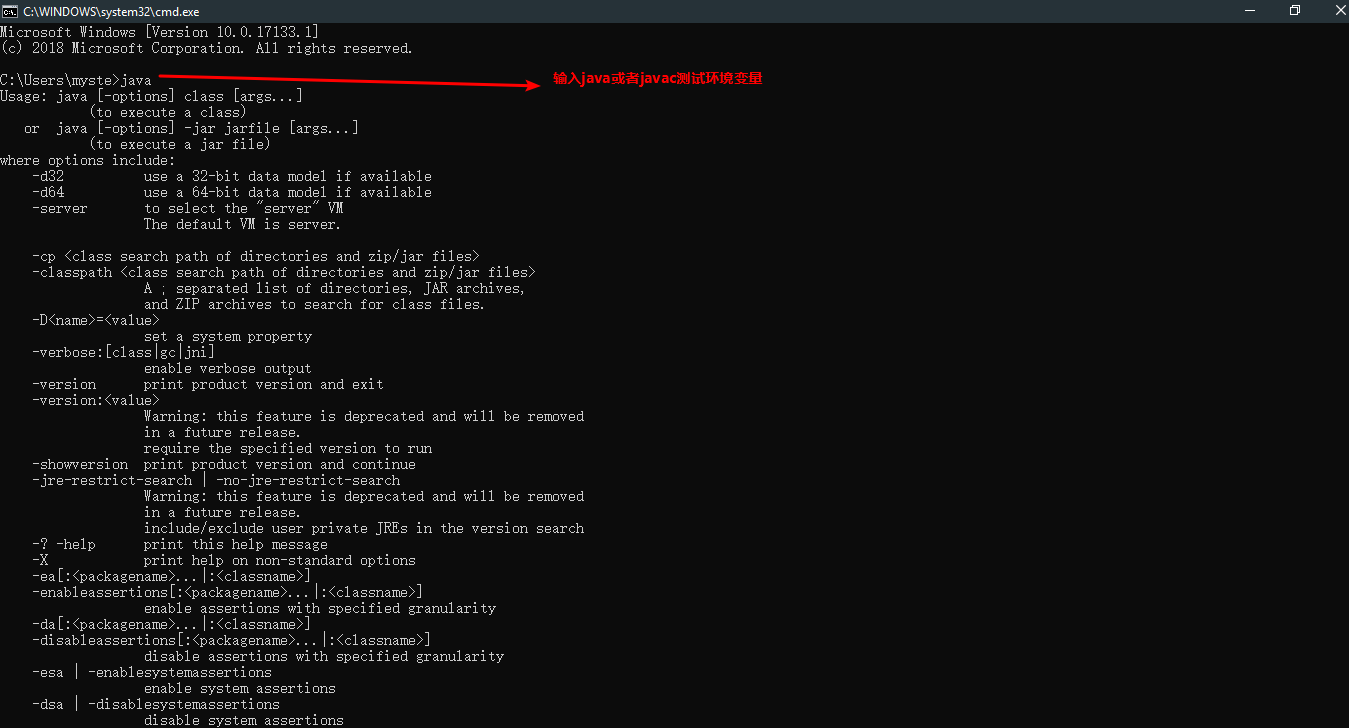 C:\WINDOWS\system32\cmd.exe
Microsoft Windows [Version 10.0.17133.1]
(c) 2018 Microsoft Corporation. All rights reserved.
C:\Users\myste>java
输入java或者javac测试环境变量
Usage: java [-options] class [args...]
(to execute a class)
or  java [-options] -jar jarfile [args...]
(to execute a jar file)
where options include:
-d32          use a 32-bit data model if available
-d64          use a 64-bit data model if available
-server       to select the "server" VM
The default VM is server.
-cp <class search path of directories and zip/jar files>
-classpath <class search path of directories and zip/jar files>
A ; separated list of directories, JAR archives,
and ZIP archives to search for class files.
-D<name>=<value>
set a system property
-verbose:[class|gc|jni]
enable verbose output
-version      print product version and exit
-version:<value>
Warning: this feature is deprecated and will be removed
in a future release.
require the specified version to run
-showversion  print product version and continue
-jre-restrict-search | -no-jre-restrict-search
Warning: this feature is deprecated and will be removed
in a future release.
include/exclude user private JREs in the version search
-? -help      print this help message
-X            print help on non-standard options
-ea[:<packagename>...|:<classname>]
-enableassertions[:<packagename>...|:<classname>]
enable assertions with specified granularity
-da[:<packagename>...|:<classname>]
-disableassertions[:<packagename>...|:<classname>]
disable assertions with specified granularity
-esa | -enablesystemassertions
enable system assertions
-dsa | -disablesystemassertions
disable system assertions